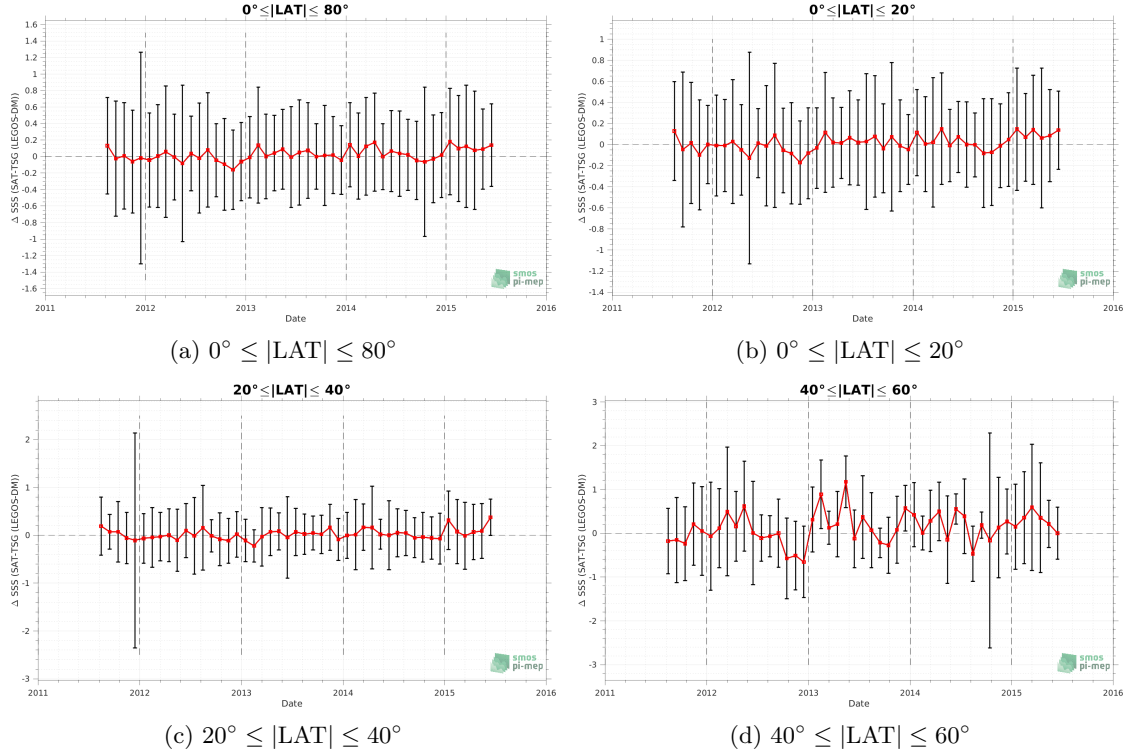 0°≤|LAT|≤ 80°
1.6
1.4
1.2
1
0.8
0.6
0.4
0.2
0
-0.2
-0.4
-0.6
-0.8
-1
-1.2
-1.4
-1.6
Δ SSS (SAT-TSG (LEGOS-DM))
smos
pi-mep
2011 2012 2013 2014 2015 2016
Date
(a) 0° ≤ |LAT| ≤ 80°
0°≤|LAT|≤ 20°
1
0.8
0.6
0.4
0.2
0
-0.2
-0.4
-0.6
-0.8
-1
-1.2
-1.4
Δ SSS (SAT-TSG (LEGOS-DM))
smos
pi-mep
2011 2012 2013 2014 2015 2016
Date
(b) 0° ≤ |LAT| ≤ 20°
20°≤|LAT|≤ 40°
2
1
0
-1
-2
-3
Δ SSS (SAT-TSG (LEGOS-DM))
smos
pi-mep
2011 2012 2013 2014 2015 2016
Date
(c) 20° ≤ |LAT| ≤ 40°
40°≤|LAT|≤ 60°
3
2
1
0
-1
-2
-3
Δ SSS (SAT-TSG (LEGOS-DM))
smos
pi-mep
2011 2012 2013 2014 2015 2016
Date
(d) 40° ≤ |LAT| ≤ 60°